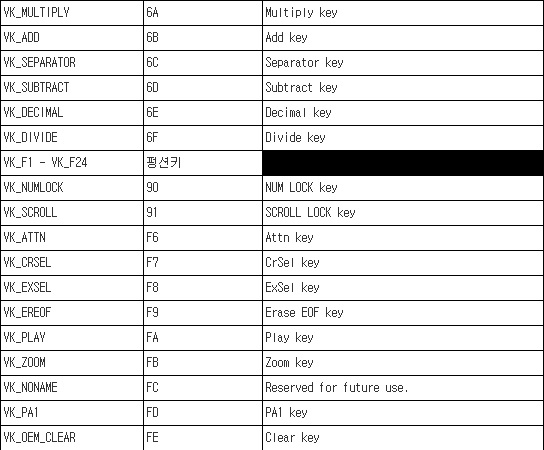 VK_MULTIPLY 6A Multiply key
VK_ADD 6B Add key
VK_SEPARATOR 6C Separator key
VK_SUBTRACT 6D Subtract key
VK_DECIMAL 6E Decimal key
VK_DIVIDE 6F Divide key
VK_F1 - VK_F24 펑션키
VK_NUMLOCK 90 NUM LOCK key
VK_SCROLL 91 SCROLL LOCK key
VK_ATTN F6 Attn key
VK_CRSEL F7 CrSel key
VK_EXSEL F8 ExSel key
VK_EREOF F9 Erase EOF key
VK_PLAY FA Play key
VK_ZOOM FB Zoom key
VK_NONAME FC Reserved for future use.
VK_PA1 FD PA1 key
VK_OEM_CLEAR FE Clear key